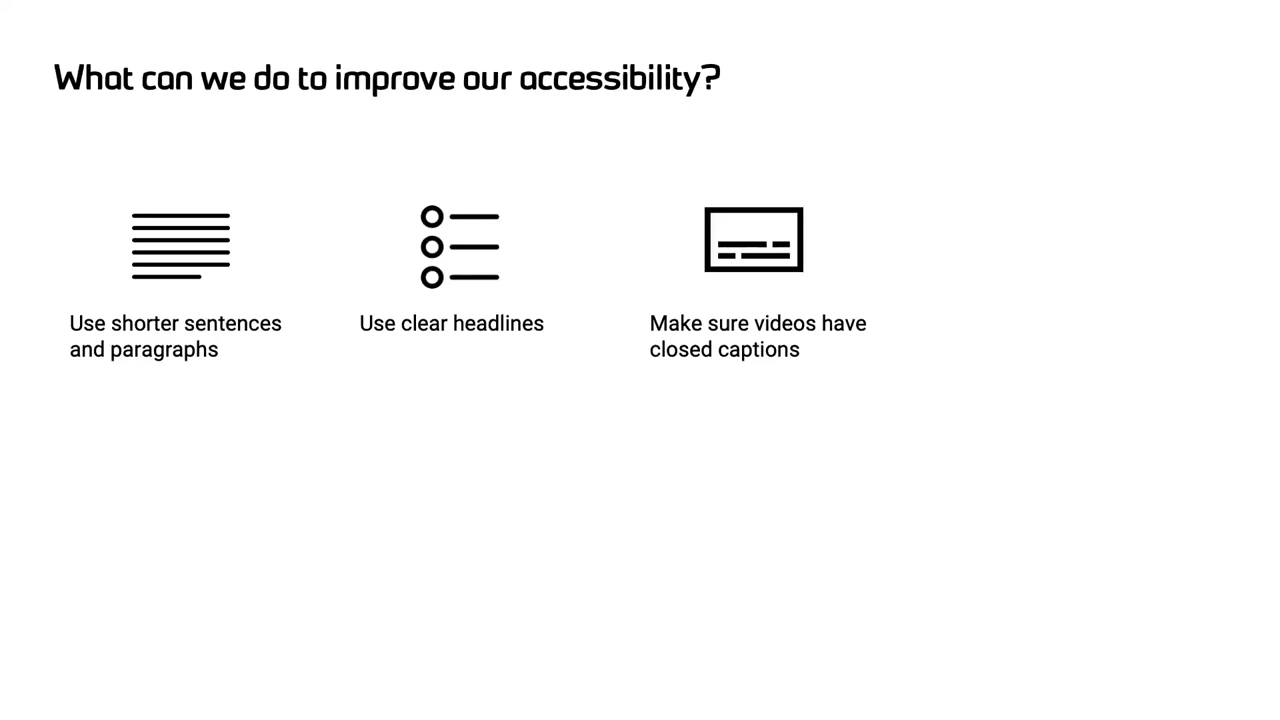 What can we do to improve our accessibility?
Use shorter sentences
and paragraphs
Use clear headlines
Make sure videos have
closed captions